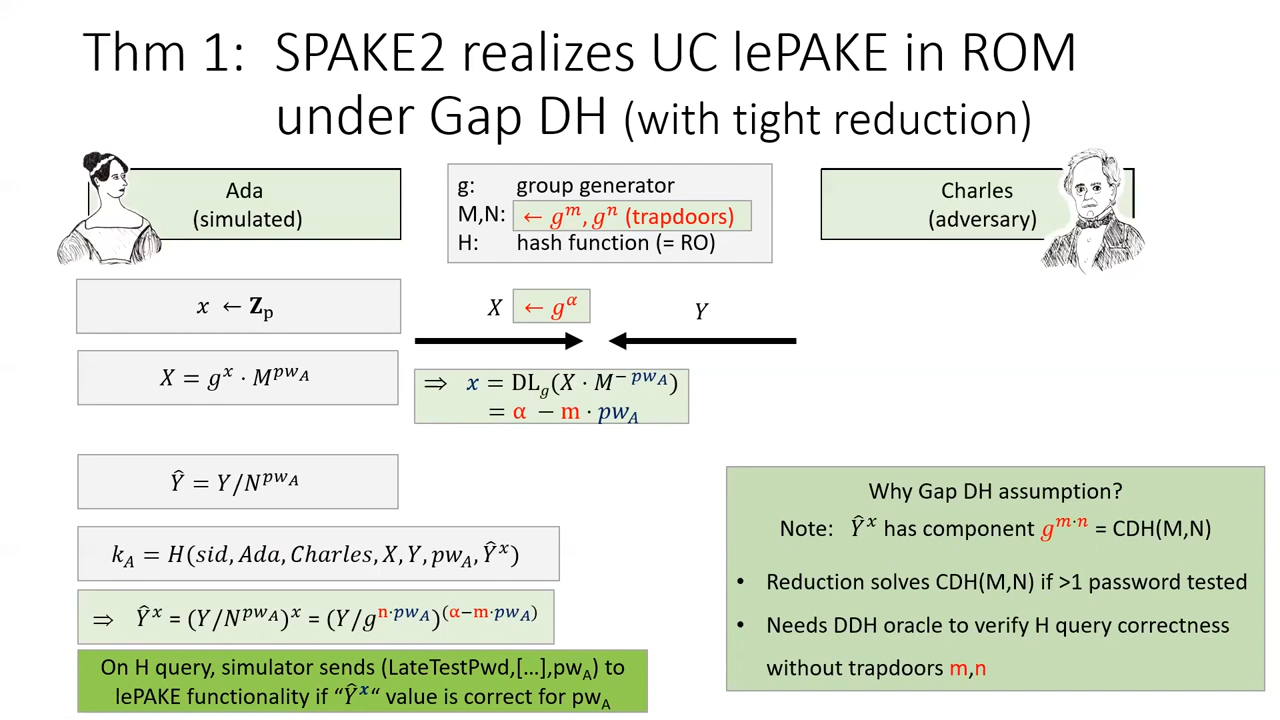 Thm 1: SPAKE2 realizes UC lePAKE in ROM
under Gap DH (with tight reduction)
Ada
(simulated)
g: group generator
M,N: ← g^m, g^n (trapdoors)
H: hash function (= RO)
Charles
(adversary)
x ← Z_p
X ← g^α
Y
X = g^x · M^{pw_A}
⇒ x = DL_g(X · M^{− pw_A})
= α − m · pw_A
Ŷ = Y/N^{pw_A}
k_A = H(sid, Ada, Charles, X, Y, pw_A, Ŷ^x)
⇒ Ŷ^x = (Y/N^{pw_A})^x = (Y/g^{n·pw_A})^{(α−m·pw_A)}
On H query, simulator sends (LateTestPwd,[…],pw_A) to
lePAKE functionality if "Ŷ^x" value is correct for pw_A
Why Gap DH assumption?
Note: Ŷ^x has component g^{m·n} = CDH(M,N)
• Reduction solves CDH(M,N) if >1 password tested
• Needs DDH oracle to verify H query correctness
without trapdoors m,n